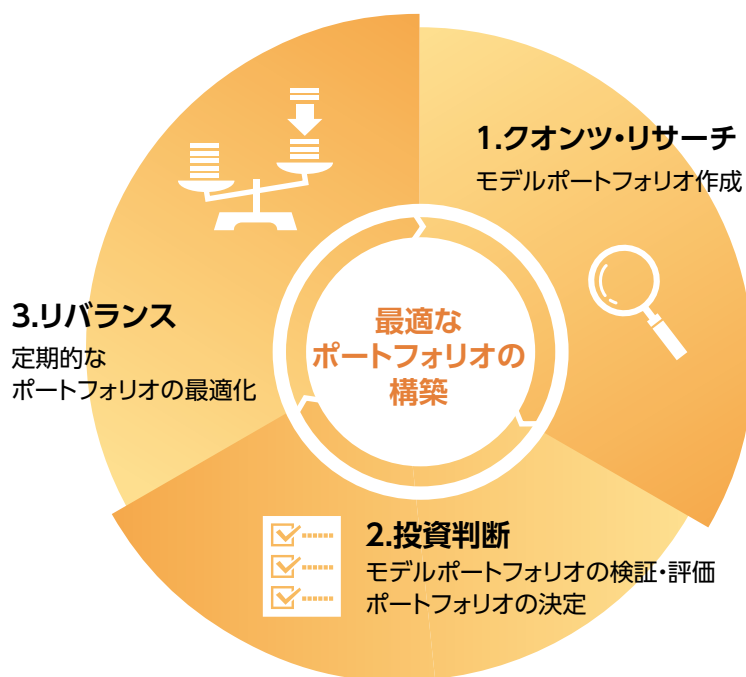 1.クオンツ・リサーチ
モデルポートフォリオ作成
2.投資判断
モデルポートフォリオの検証・評価
ポートフォリオの決定
3.リバランス
定期的な
ポートフォリオの最適化
最適な
ポートフォリオの
構築